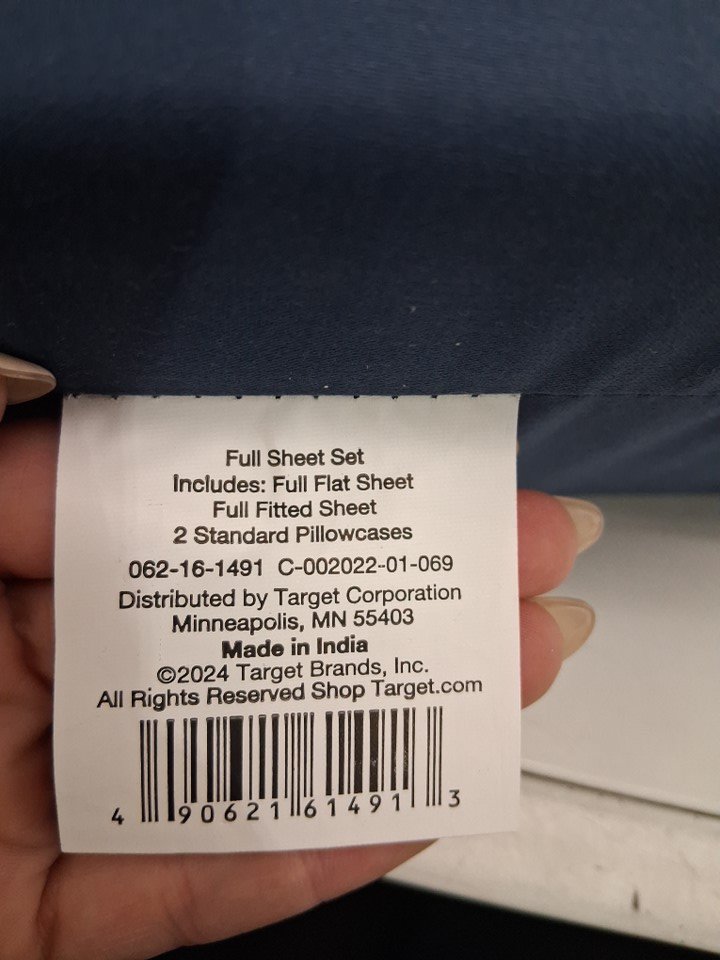 Full Sheet Set
Includes: Full Flat Sheet
Full Fitted Sheet
2 Standard Pillowcases
062-16-1491 C-002022-01-069
Distributed by Target Corporation
Minneapolis, MN 55403
Made in India
©2024 Target Brands, Inc.
All Rights Reserved Shop Target.com
4 90621 61491 3